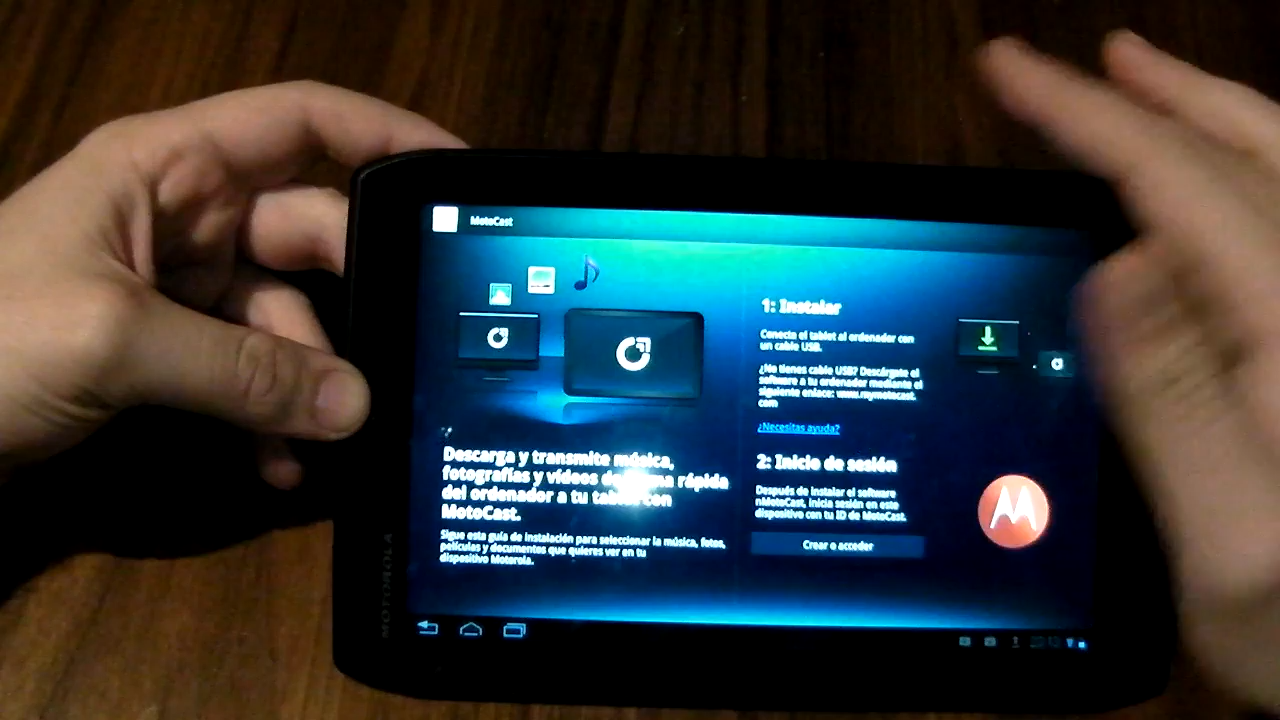 MotoCast
Descarga y transmite música,
fotografías y vídeos de forma rápida
del ordenador a tu tablet con
MotoCast.
Sigue esta guía de instalación para seleccionar la música, fotos,
películas y documentos que quieres ver en tu
dispositivo Motorola.
1: Instalar
Conecta el tablet al ordenador con
un cable USB.
¿No tienes cable USB? Descárgate el
software a tu ordenador mediante el
siguiente enlace: www.mymotocast.
com
¿Necesitas ayuda?
2: Inicio de sesión
Después de instalar el software
nMotoCast, inicia sesión en este
dispositivo con tu ID de MotoCast.
Crear o acceder
MOTOROLA